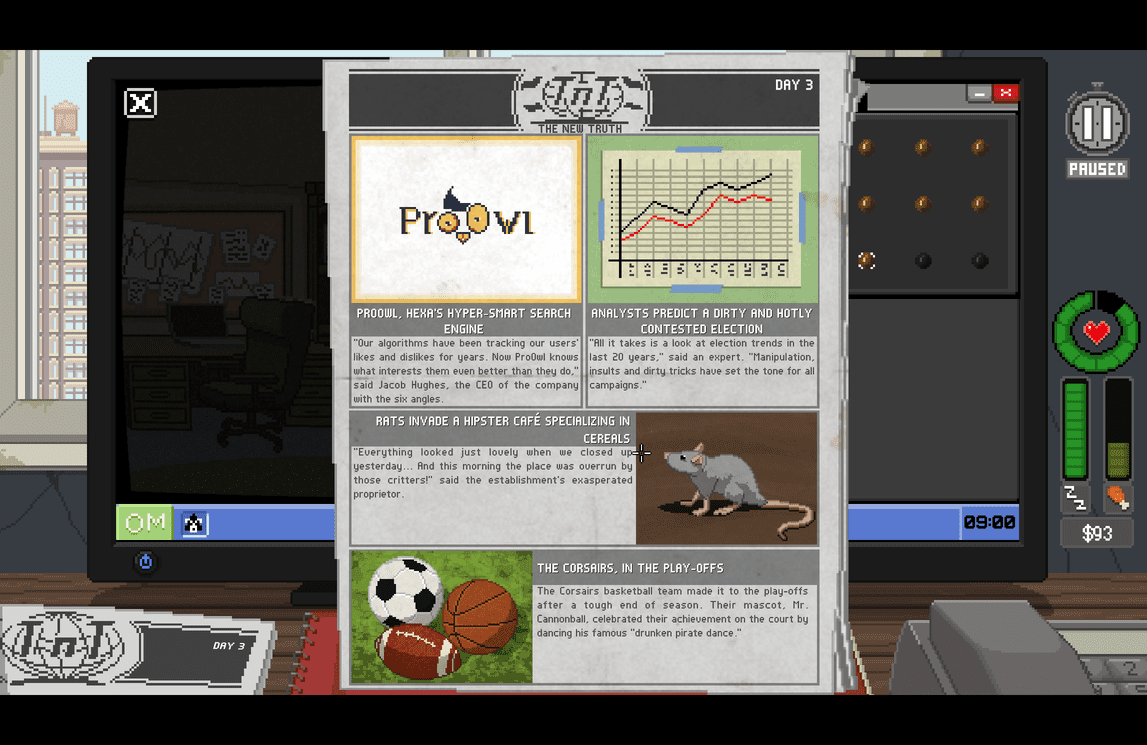 TnT
THE NEW TRUTH
DAY 3
PAUSED
ProOwl
PROOWL, HEXA'S HYPER-SMART SEARCH
ENGINE
"Our algorithms have been tracking our users'
likes and dislikes for years. Now ProOwl knows
what interests them even better than they do,"
said Jacob Hughes, the CEO of the company
with the six angles.
ANALYSTS PREDICT A DIRTY AND HOTLY
CONTESTED ELECTION
"All it takes is a look at election trends in the
last 20 years," said an expert. "Manipulation,
insults and dirty tricks have set the tone for all
campaigns."
RATS INVADE A HIPSTER CAFÉ SPECIALIZING IN
CEREALS
"Everything looked just lovely when we closed up
yesterday... And this morning the place was overrun by
those critters!" said the establishment's exasperated
proprietor.
THE CORSAIRS, IN THE PLAY-OFFS
The Corsairs basketball team made it to the play-offs
after a tough end of season. Their mascot, Mr.
Cannonball, celebrated their achievement on the court by
dancing his famous "drunken pirate dance."
OM
09:00
ZZZ
$93
TnT
DAY 3
2